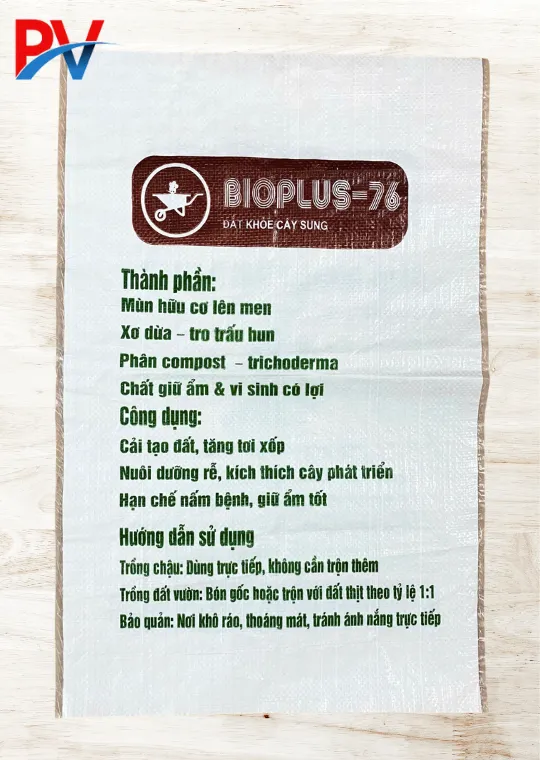 PV
BIOPLUS-76
ĐẤT KHỎE CÂY SUNG
Thành phần:
Mùn hữu cơ lên men
Xơ dừa – tro trấu hun
Phân compost – trichoderma
Chất giữ ẩm & vi sinh có lợi
Công dụng:
Cải tạo đất, tăng tơi xốp
Nuôi dưỡng rễ, kích thích cây phát triển
Hạn chế nấm bệnh, giữ ẩm tốt
Hướng dẫn sử dụng
Trồng chậu: Dùng trực tiếp, không cần trộn thêm
Trồng đất vườn: Bón gốc hoặc trộn với đất thịt theo tỷ lệ 1:1
Bảo quản: Nơi khô ráo, thoáng mát, tránh ánh nắng trực tiếp